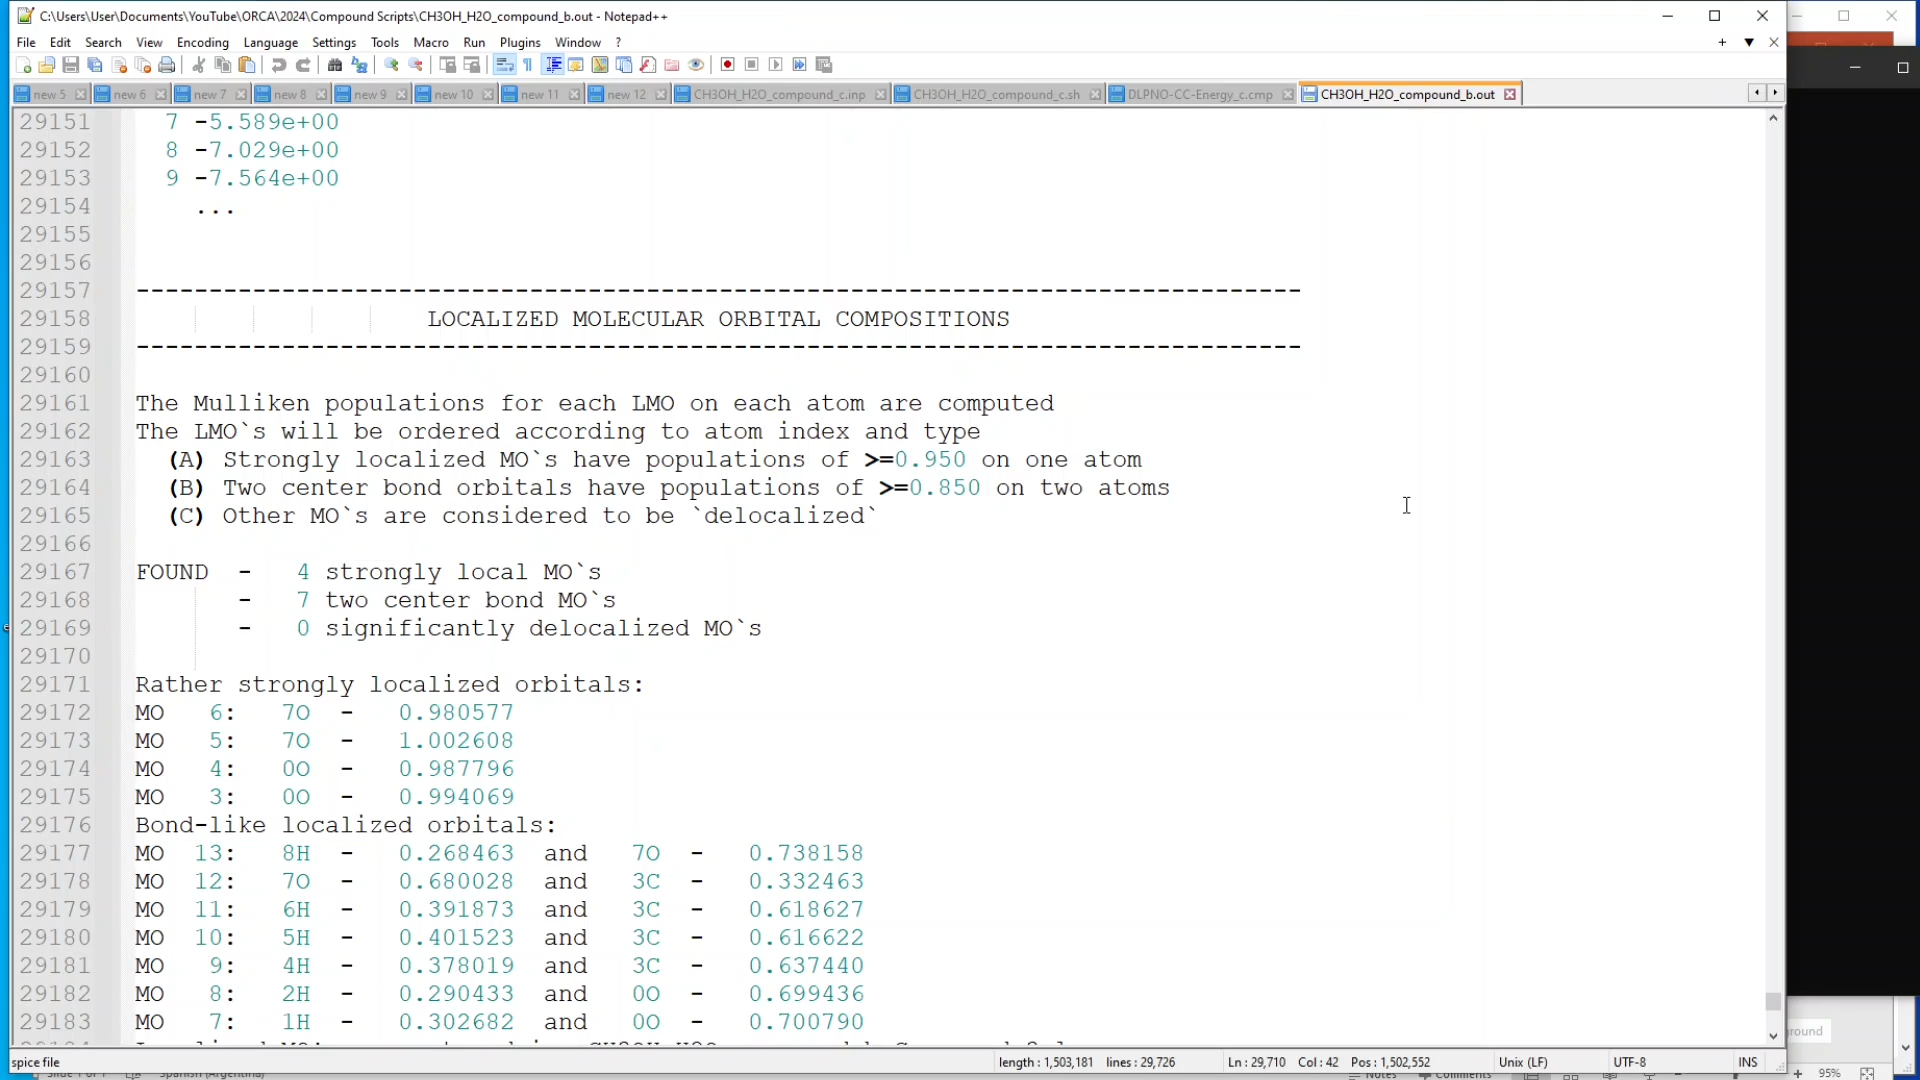 C:\Users\User\Documents\YouTube\ORCA\2024\Compound Scripts\CH3OH_H2O_compound_b.out - Notepad++
File Edit Search View Encoding Language Settings Tools Macro Run Plugins Window ?
new 5 new 6 new 7 new 8 new 9 new 10 new 11 new 12 CH3OH_H2O_compound_c.inp CH3OH_H2O_compound_c.sh DLPNO-CC-Energy_c.cmp CH3OH_H2O_compound_b.out
29151 7 -5.589e+00
29152 8 -7.029e+00
29153 9 -7.564e+00
29154 ...
29155
29156
29157 --------------------------------------------------------------------------------
29158 LOCALIZED MOLECULAR ORBITAL COMPOSITIONS
29159 --------------------------------------------------------------------------------
29160
29161 The Mulliken populations for each LMO on each atom are computed
29162 The LMO`s will be ordered according to atom index and type
29163 (A) Strongly localized MO`s have populations of >=0.950 on one atom
29164 (B) Two center bond orbitals have populations of >=0.850 on two atoms
29165 (C) Other MO`s are considered to be `delocalized`
29166
29167 FOUND - 4 strongly local MO`s
29168 - 7 two center bond MO`s
29169 - 0 significantly delocalized MO`s
29170
29171 Rather strongly localized orbitals:
29172 MO 6: 7O - 0.980577
29173 MO 5: 7O - 1.002608
29174 MO 4: 0O - 0.987796
29175 MO 3: 0O - 0.994069
29176 Bond-like localized orbitals:
29177 MO 13: 8H - 0.268463 and 7O - 0.738158
29178 MO 12: 7O - 0.680028 and 3C - 0.332463
29179 MO 11: 6H - 0.391873 and 3C - 0.618627
29180 MO 10: 5H - 0.401523 and 3C - 0.616622
29181 MO 9: 4H - 0.378019 and 3C - 0.637440
29182 MO 8: 2H - 0.290433 and 0O - 0.699436
29183 MO 7: 1H - 0.302682 and 0O - 0.700790
spice file length : 1,503,181 lines : 29,726 Ln : 29,710 Col : 42 Pos : 1,502,552 Unix (LF) UTF-8 INS
95%